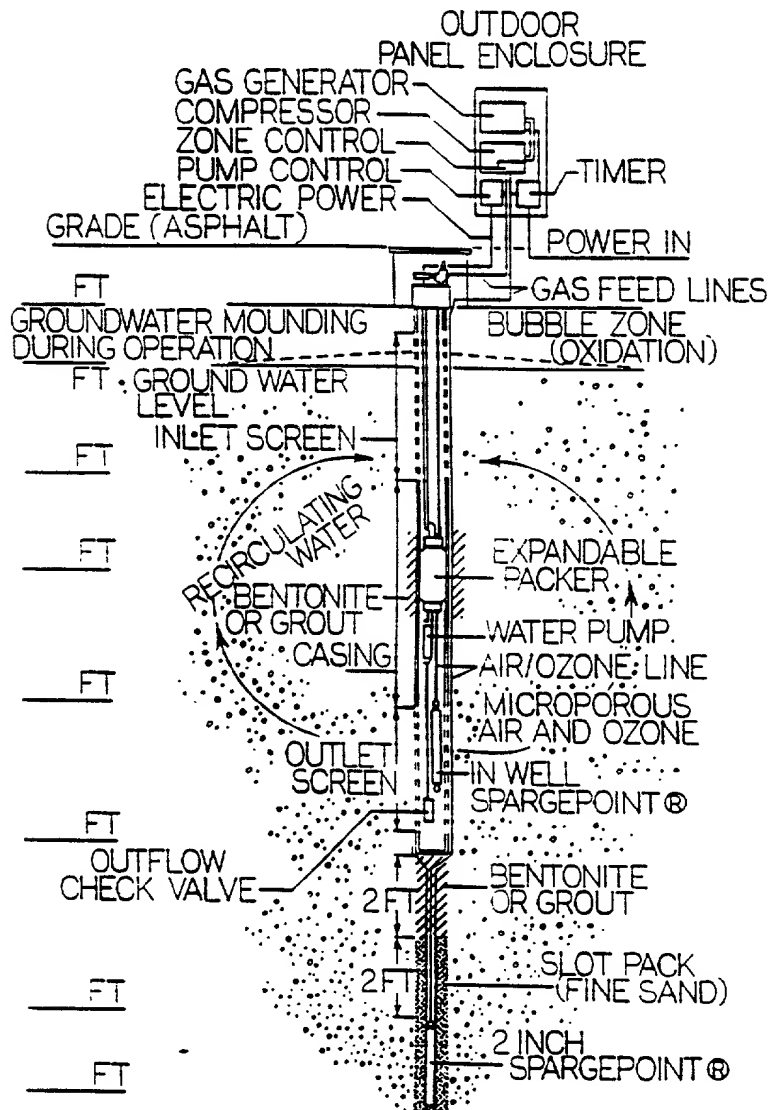 OUTDOOR
PANEL ENCLOSURE
GAS GENERATOR
COMPRESSOR
ZONE CONTROL
PUMP CONTROL
TIMER
ELECTRIC POWER
GRADE (ASPHALT)
POWER IN
FT
GAS FEED LINES
GROUNDWATER MOUNDING
DURING OPERATION
BUBBLE ZONE
(OXIDATION)
FT
GROUND WATER
LEVEL
INLET SCREEN
FT
RECIRCULATING
WATER
FT
EXPANDABLE
PACKER
BENTONITE
OR GROUT
WATER PUMP
CASING
AIR/OZONE LINE
FT
MICROPOROUS
AIR AND OZONE
OUTLET
SCREEN
IN WELL
SPARGEPOINT®
FT
OUTFLOW
CHECK VALVE
2 FT
BENTONITE
OR GROUT
2 FT
SLOT PACK
(FINE SAND)
FT
2 INCH
SPARGEPOINT®
FT